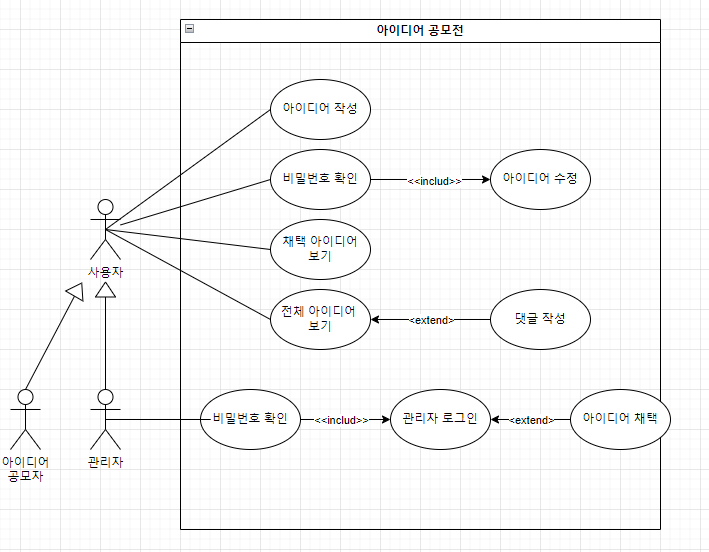 아이디어 공모전
아이디어 작성
비밀번호 확인
<<includ>>
아이디어 수정
채택 아이디어
보기
사용자
전체 아이디어
보기
<extend>
댓글 작성
비밀번호 확인
<<includ>>
관리자 로그인
<extend>
아이디어 채택
아이디어
공모자
관리자